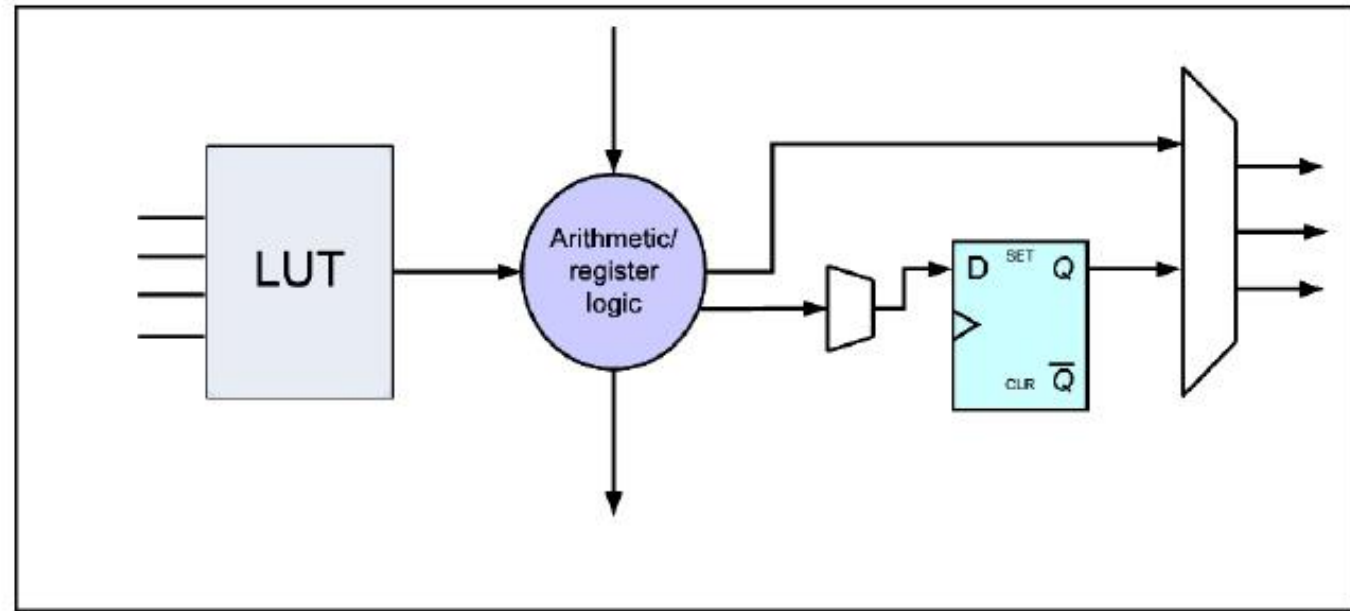 LUT
Arithmetic/
register
logic
D SET Q
CLR Q̅